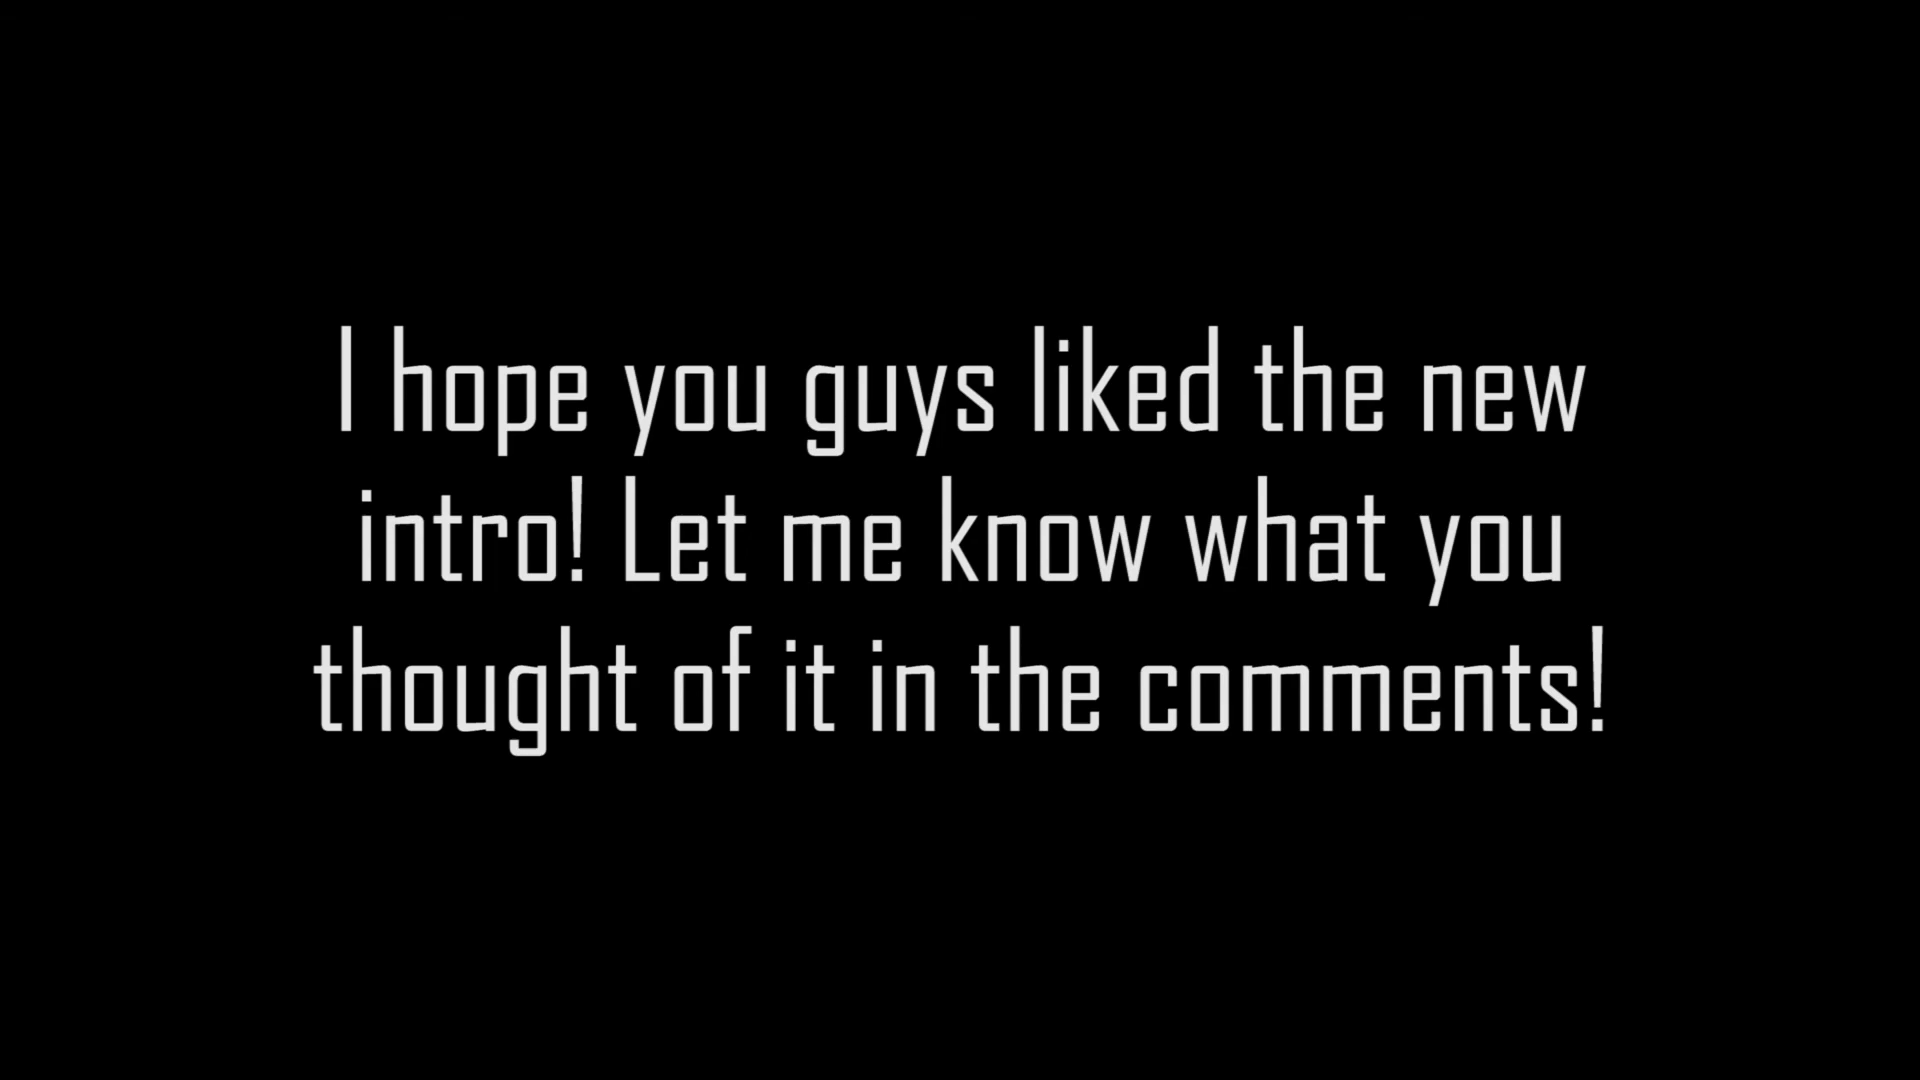 I hope you guys liked the new
intro! Let me know what you
thought of it in the comments!